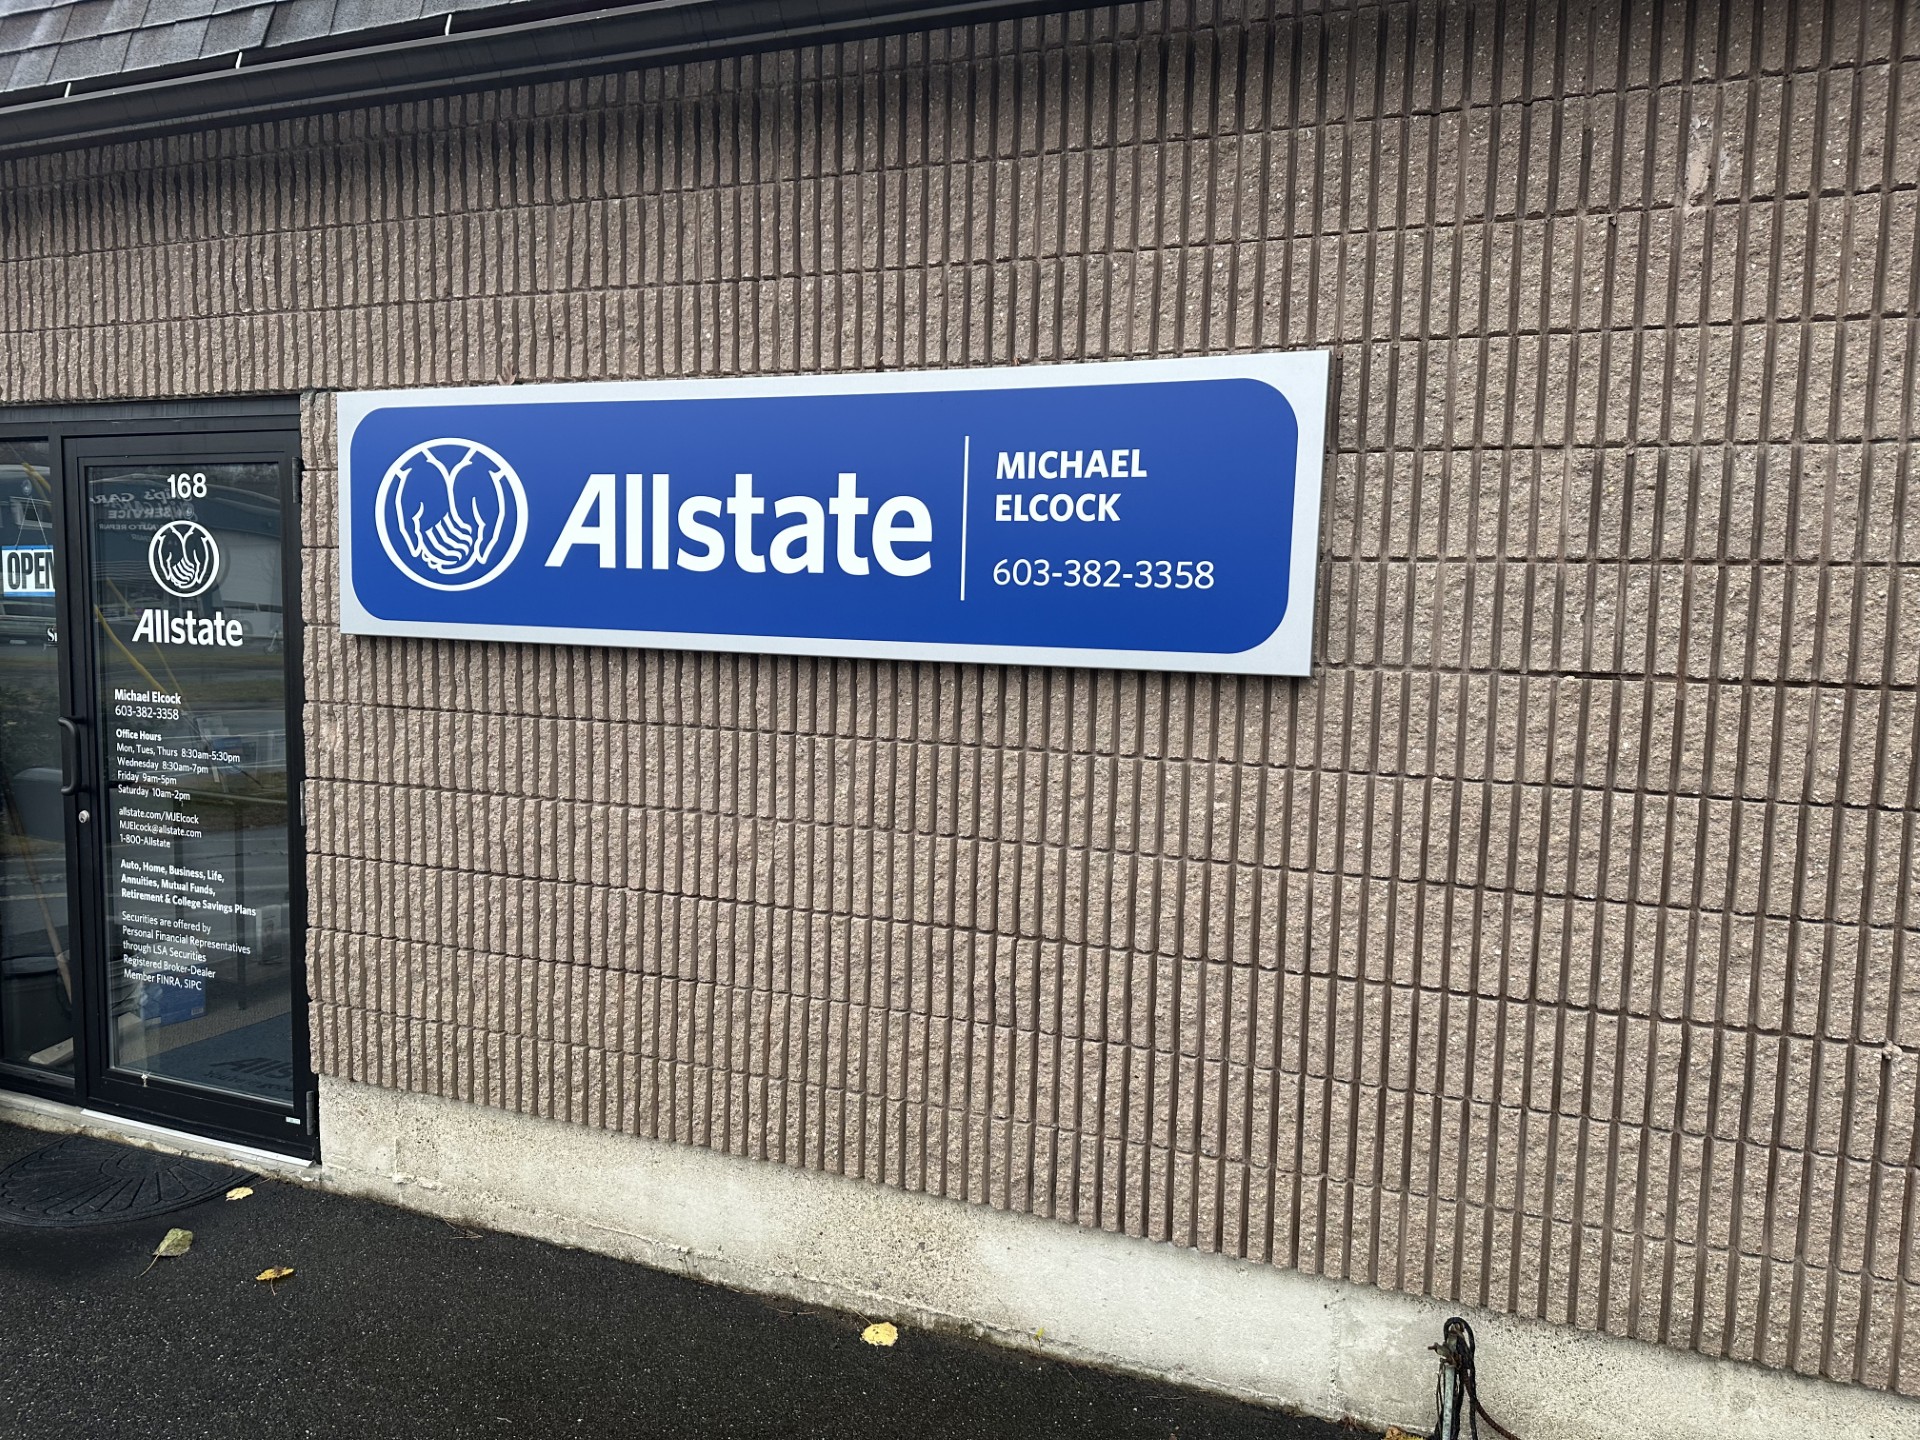 Allstate
MICHAEL
ELCOCK
603-382-3358
168
OPEN
Allstate
Michael Elcock
603-382-3358
Office Hours
Mon, Tues, Thurs 8:30am-5:30pm
Wednesday 8:30am-7pm
Friday 9am-5pm
Saturday 10am-2pm
allstate.com/MJElcock
MJElcock@allstate.com
1-800-Allstate
Auto, Home, Business, Life,
Annuities, Mutual Funds,
Retirement & College Savings Plans
Securities are offered by
Personal Financial Representatives
through LSA Securities
Registered Broker-Dealer
Member FINRA, SIPC